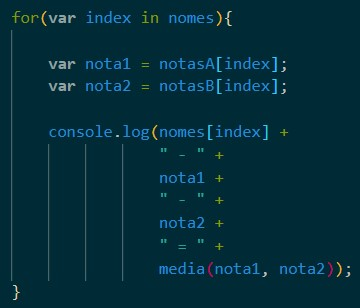 for(var index in nomes){
var nota1 = notasA[index];
var nota2 = notasB[index];
console.log(nomes[index] +
" - " +
nota1 +
" - " +
nota2 +
" = " +
media(nota1, nota2));
}